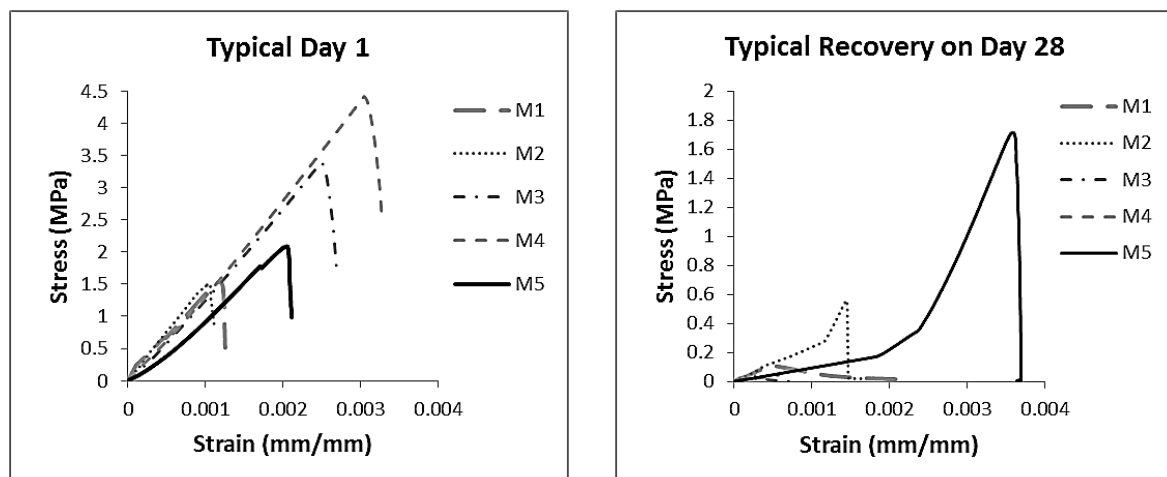 Typical Day 1
Stress (MPa)
4.5
4
3.5
3
2.5
2
1.5
1
0.5
0
0
0.001
0.002
0.003
0.004
Strain (mm/mm)
M1
M2
M3
M4
M5
Typical Recovery on Day 28
Stress (MPa)
2
1.8
1.6
1.4
1.2
1
0.8
0.6
0.4
0.2
0
0
0.001
0.002
0.003
0.004
Strain (mm/mm)
M1
M2
M3
M4
M5